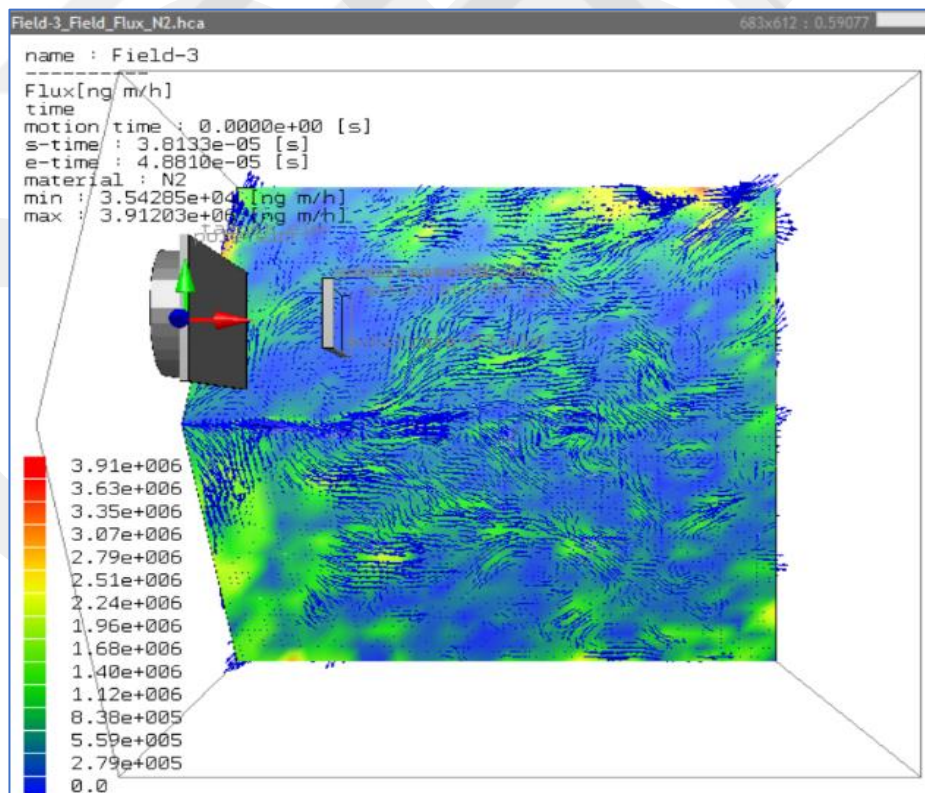 Field-3_Field_Flux_N2.hca
683x612 : 0.59077
name : Field-3
----------
Flux[ng m/h]
time
motion time : 0.0000e+00 [s]
s-time : 3.8133e-05 [s]
e-time : 4.8810e-05 [s]
material : N2
min : 3.54285e+04 [ng m/h]
max : 3.91203e+06 [ng m/h]
3.91e+006
3.63e+006
3.35e+006
3.07e+006
2.79e+006
2.51e+006
2.24e+006
1.96e+006
1.68e+006
1.40e+006
1.12e+006
8.38e+005
5.59e+005
2.79e+005
0.0